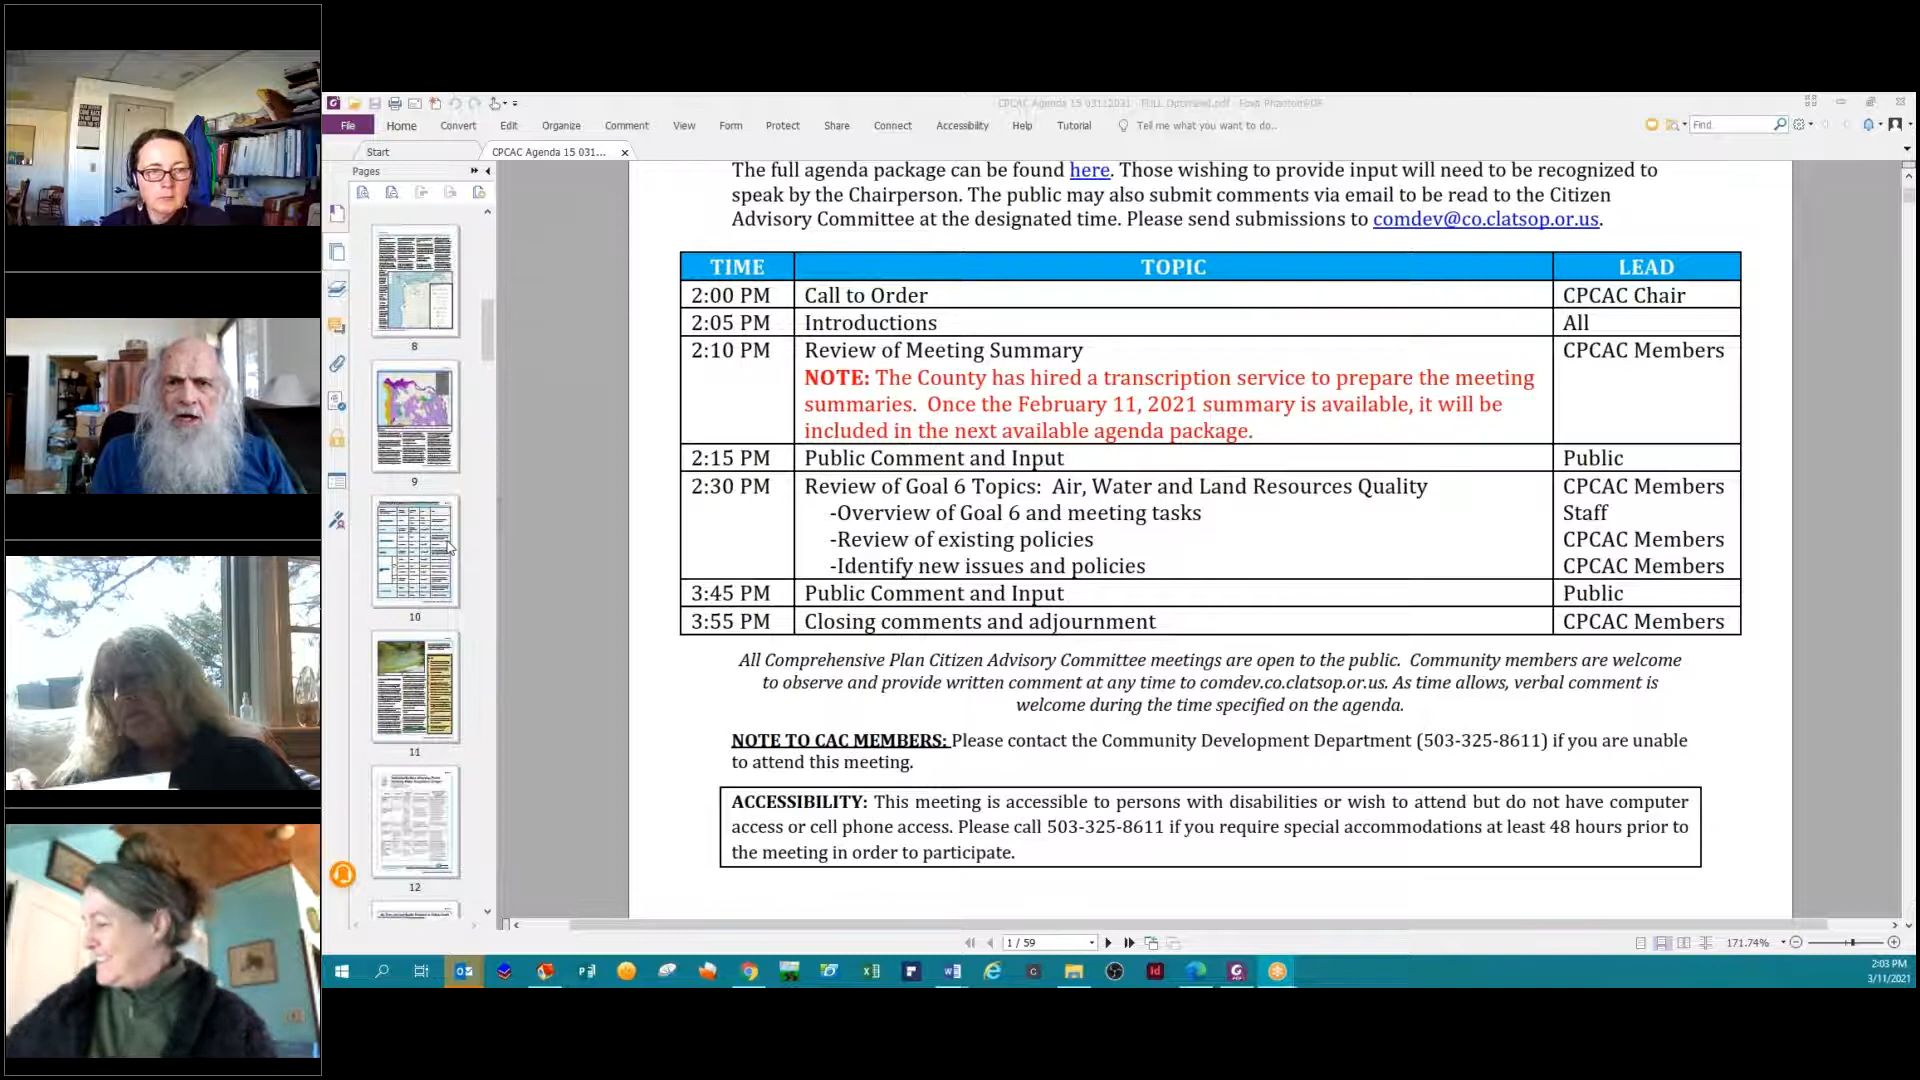 CPCAC Agenda 15 03112021 - FULL Optimized.pdf - Foxit PhantomPDF
File Home Convert Edit Organize Comment View Form Protect Share Connect Accessibility Help Tutorial Tell me what you want to do.. Find
Start CPCAC Agenda 15 031...
Pages
8
9
10
11
12
The full agenda package can be found here. Those wishing to provide input will need to be recognized to
speak by the Chairperson. The public may also submit comments via email to be read to the Citizen
Advisory Committee at the designated time. Please send submissions to comdev@co.clatsop.or.us.
TIME TOPIC LEAD
2:00 PM Call to Order CPCAC Chair
2:05 PM Introductions All
2:10 PM Review of Meeting Summary CPCAC Members
NOTE: The County has hired a transcription service to prepare the meeting
summaries. Once the February 11, 2021 summary is available, it will be
included in the next available agenda package.
2:15 PM Public Comment and Input Public
2:30 PM Review of Goal 6 Topics: Air, Water and Land Resources Quality CPCAC Members
-Overview of Goal 6 and meeting tasks Staff
-Review of existing policies CPCAC Members
-Identify new issues and policies CPCAC Members
3:45 PM Public Comment and Input Public
3:55 PM Closing comments and adjournment CPCAC Members
All Comprehensive Plan Citizen Advisory Committee meetings are open to the public. Community members are welcome
to observe and provide written comment at any time to comdev.co.clatsop.or.us. As time allows, verbal comment is
welcome during the time specified on the agenda.
NOTE TO CAC MEMBERS: Please contact the Community Development Department (503-325-8611) if you are unable
to attend this meeting.
ACCESSIBILITY: This meeting is accessible to persons with disabilities or wish to attend but do not have computer
access or cell phone access. Please call 503-325-8611 if you require special accommodations at least 48 hours prior to
the meeting in order to participate.
1 / 59
171.74%
2:03 PM
3/11/2021